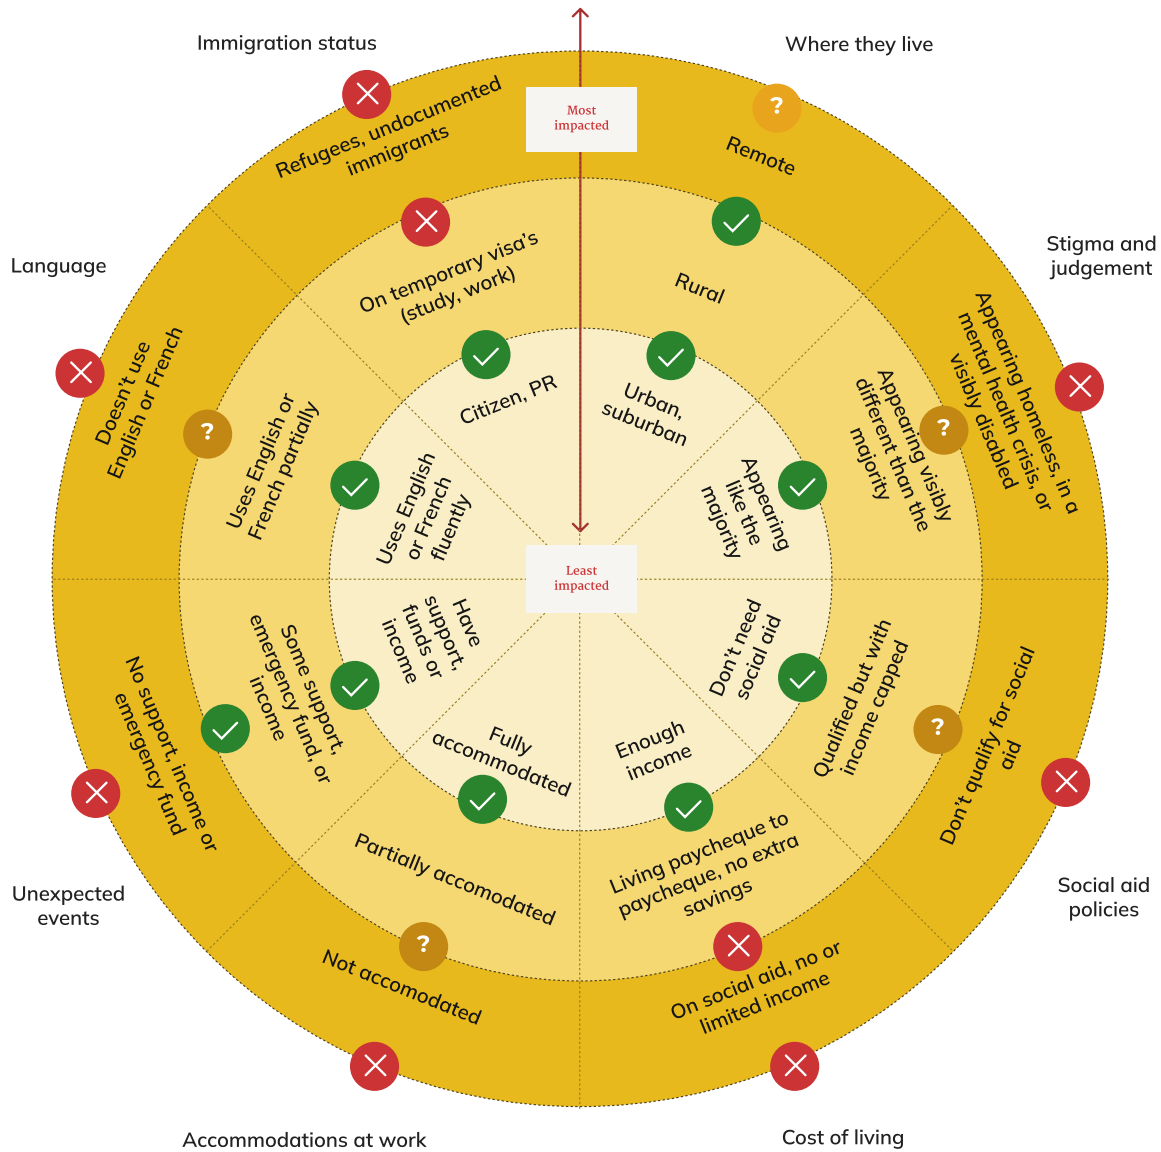 Immigration status
Where they live
Most
impacted
?
Refugees, undocumented
immigrants
Remote
On temporary visa's
(study, work)
Rural
Citizen, PR
Urban,
suburban
Stigma and
judgement
Appearing homeless, in a
mental health crisis, or
visibly disabled
?
Appearing visibly
different than the
majority
Appearing
like the
majority
Language
Doesn't use
English or French
?
Uses English or
French partially
Uses English
or French
fluently
Least
impacted
Have
support,
funds or
income
Some support,
emergency fund, or
income
No support, income or
emergency fund
Unexpected
events
Don't need
social aid
Qualified but with
income capped
?
Don't qualify for social
aid
Social aid
policies
Fully
accommodated
Partially accomodated
?
Not accomodated
Accommodations at work
Enough
income
Living paycheque to
paycheque, no extra
savings
On social aid, no or
limited income
Cost of living